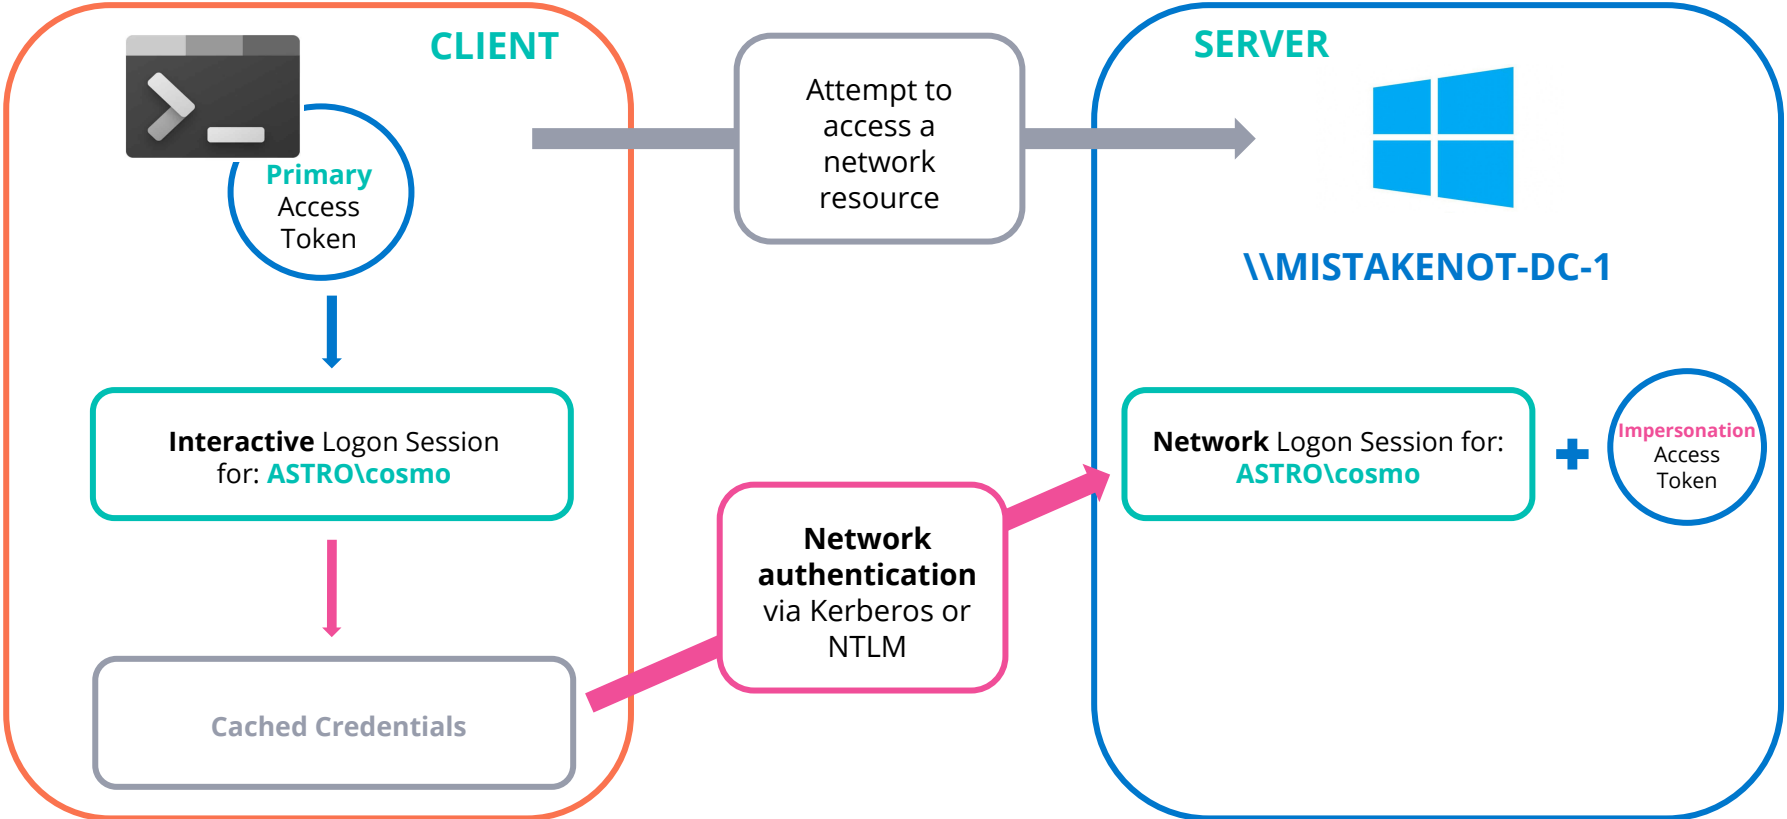 CLIENT
Primary
Access
Token
Interactive Logon Session
for: ASTRO\cosmo
Cached Credentials
Attempt to
access a
network
resource
Network
authentication
via Kerberos or
NTLM
SERVER
\\MISTAKENOT-DC-1
Network Logon Session for:
ASTRO\cosmo
Impersonation
Access
Token